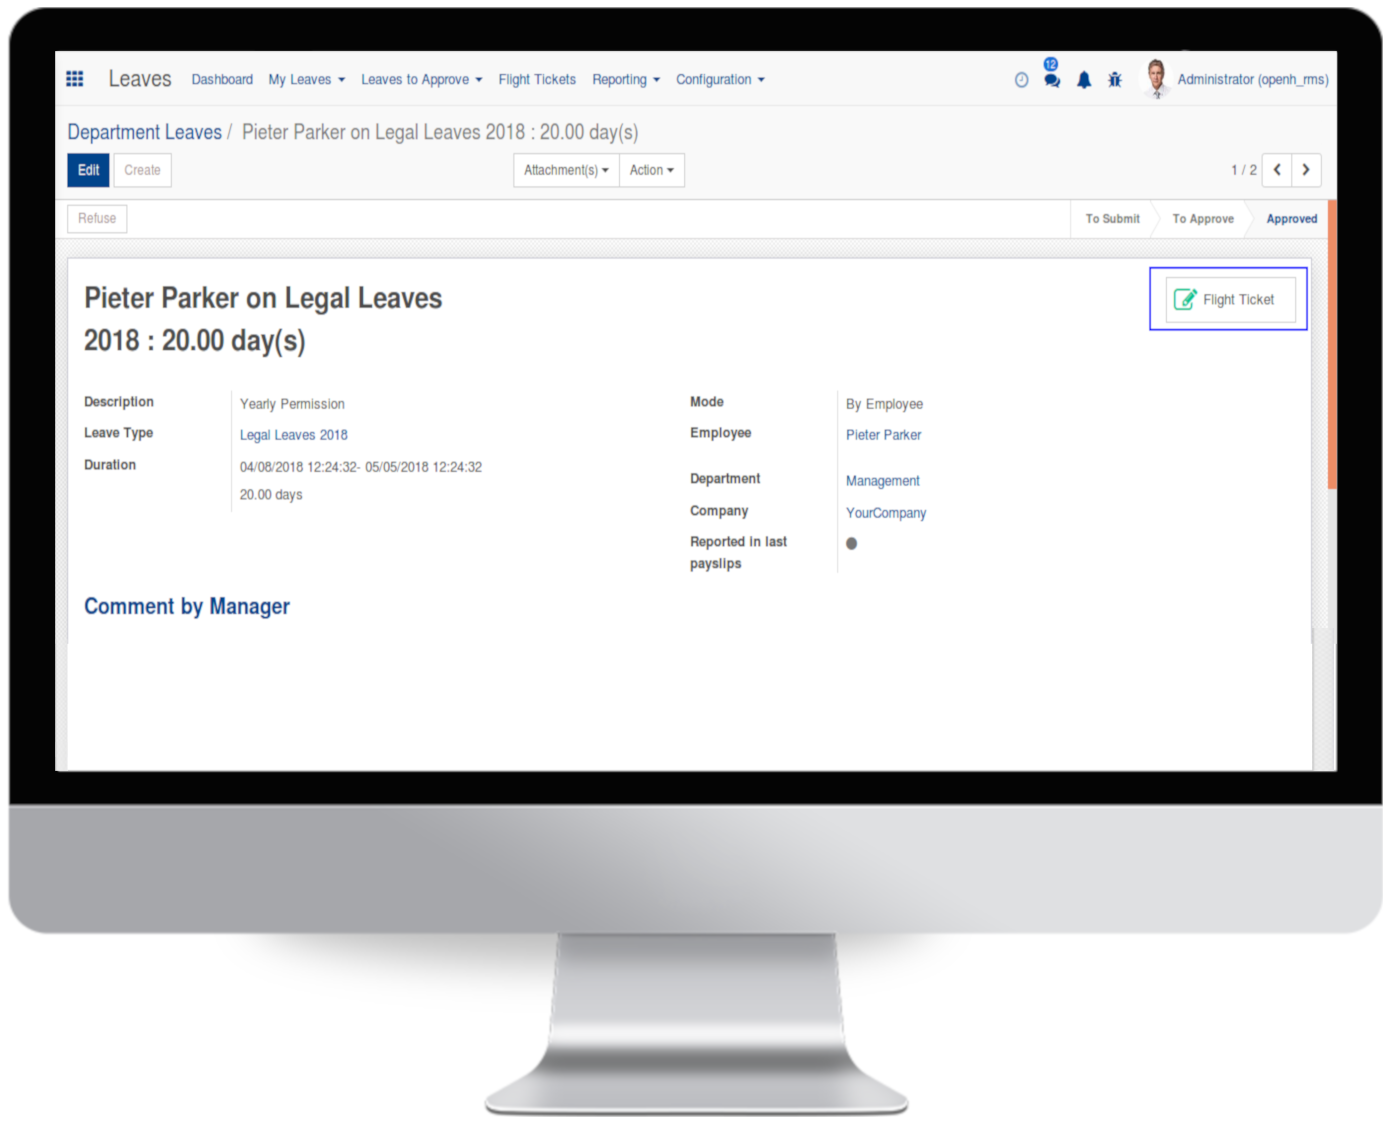 Leaves Dashboard My Leaves Leaves to Approve Flight Tickets Reporting Configuration 12 Administrator (openh_rms)
Department Leaves / Pieter Parker on Legal Leaves 2018 : 20.00 day(s)
Edit Create Attachment(s) Action 1 / 2
Refuse To Submit To Approve Approved
Flight Ticket
Pieter Parker on Legal Leaves
2018 : 20.00 day(s)
Description Yearly Permission
Leave Type Legal Leaves 2018
Duration 04/08/2018 12:24:32- 05/05/2018 12:24:32
20.00 days
Mode By Employee
Employee Pieter Parker
Department Management
Company YourCompany
Reported in last
payslips
Comment by Manager